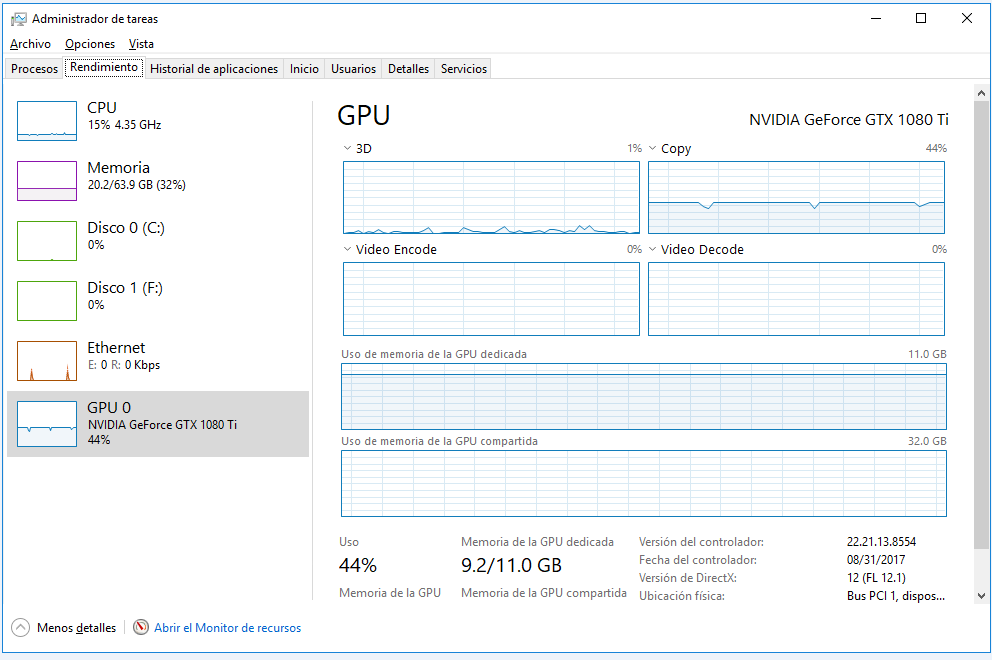 Administrador de tareas
Archivo Opciones Vista
Procesos Rendimiento Historial de aplicaciones Inicio Usuarios Detalles Servicios
CPU
15% 4.35 GHz
Memoria
20.2/63.9 GB (32%)
Disco 0 (C:)
0%
Disco 1 (F:)
0%
Ethernet
E: 0 R: 0 Kbps
GPU 0
NVIDIA GeForce GTX 1080 Ti
44%
GPU NVIDIA GeForce GTX 1080 Ti
3D 1% Copy 44%
Video Encode 0% Video Decode 0%
Uso de memoria de la GPU dedicada 11.0 GB
Uso de memoria de la GPU compartida 32.0 GB
Uso Memoria de la GPU dedicada
44% 9.2/11.0 GB
Memoria de la GPU Memoria de la GPU compartida
Versión del controlador: 22.21.13.8554
Fecha del controlador: 08/31/2017
Versión de DirectX: 12 (FL 12.1)
Ubicación física: Bus PCI 1, dispos...
Menos detalles Abrir el Monitor de recursos